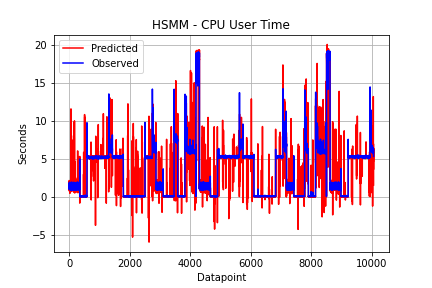 HSMM - CPU User Time
Predicted
Observed
Seconds
20
15
10
5
0
−5
0 2000 4000 6000 8000 10000
Datapoint